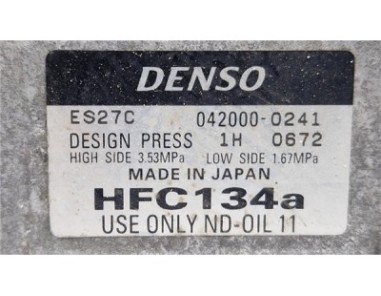 DENSO
ES27C 042000-0241
DESIGN PRESS 1H 0672
HIGH SIDE 3.53MPa LOW SIDE 1.67MPa
MADE IN JAPAN
HFC134a
USE ONLY ND-OIL 11